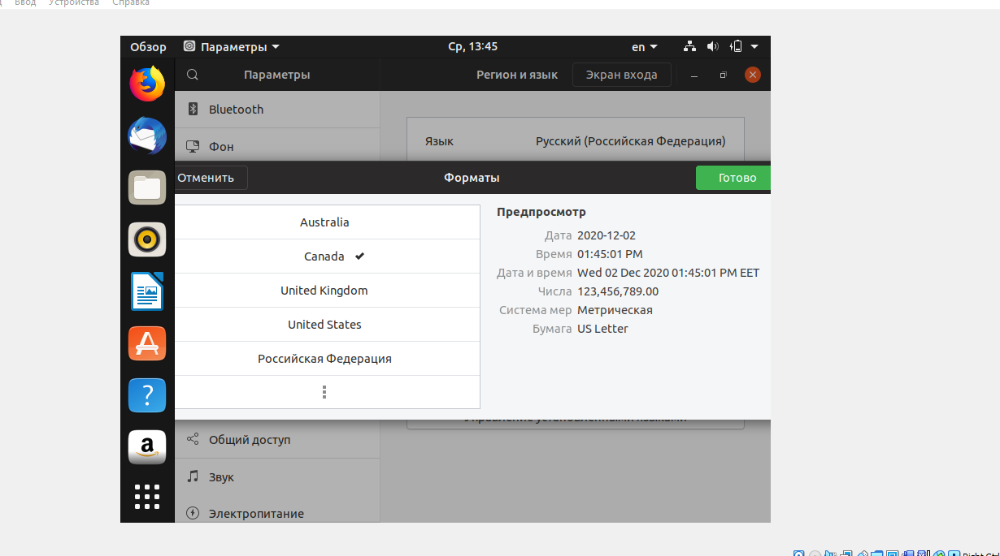 Ввод Устройства Справка
Обзор Параметры Ср, 13:45 en
Параметры Регион и язык Экран входа
Bluetooth
Язык Русский (Российская Федерация)
Фон
Отменить Форматы Готово
Australia
Canada
United Kingdom
United States
Российская Федерация
Предпросмотр
Дата 2020-12-02
Время 01:45:01 PM
Дата и время Wed 02 Dec 2020 01:45:01 PM EET
Числа 123,456,789.00
Система мер Метрическая
Бумага US Letter
Управление установленными языками
Общий доступ
Звук
Электропитание
Right Ctrl